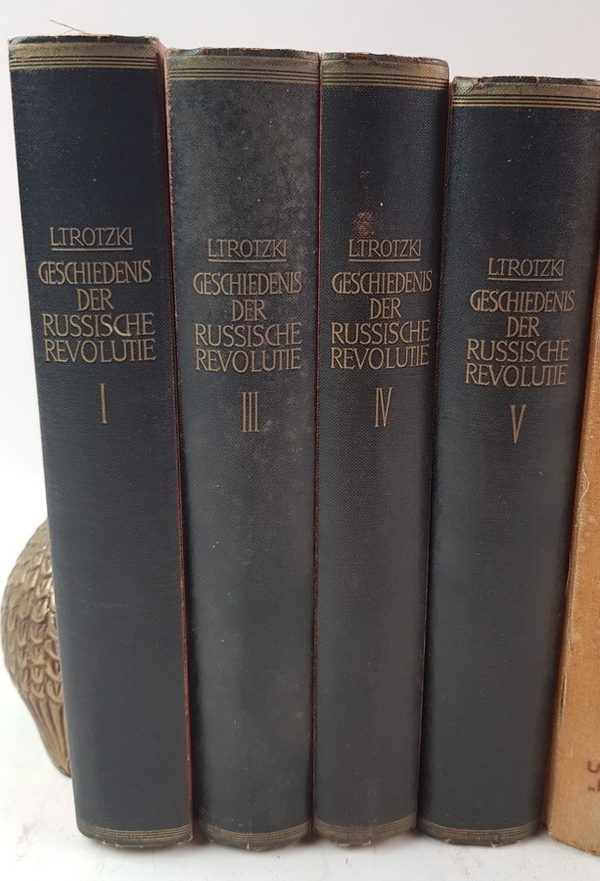 L.TROTZKI
GESCHIEDENIS
DER
RUSSISCHE
REVOLUTIE
I
L.TROTZKI
GESCHIEDENIS
DER
RUSSISCHE
REVOLUTIE
III
L.TROTZKI
GESCHIEDENIS
DER
RUSSISCHE
REVOLUTIE
IV
L.TROTZKI
GESCHIEDENIS
DER
RUSSISCHE
REVOLUTIE
V